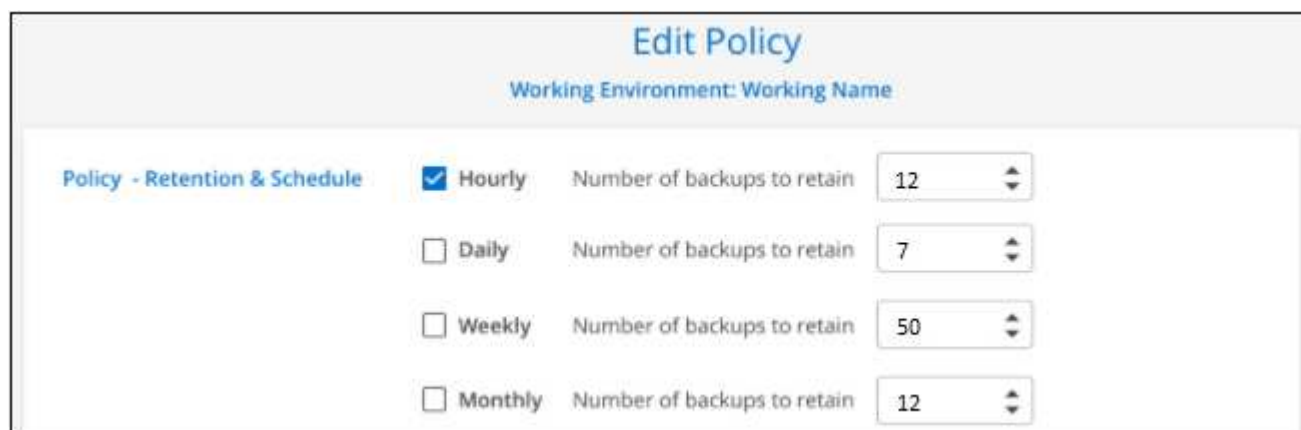 Edit Policy
Working Environment: Working Name
Policy - Retention & Schedule Hourly Number of backups to retain 12
Daily Number of backups to retain 7
Weekly Number of backups to retain 50
Monthly Number of backups to retain 12